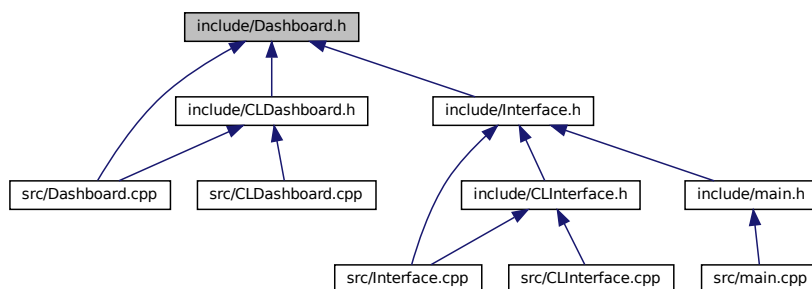 include/Dashboard.h
include/CLDashboard.h
include/Interface.h
src/Dashboard.cpp
src/CLDashboard.cpp
include/CLInterface.h
include/main.h
src/Interface.cpp
src/CLInterface.cpp
src/main.cpp